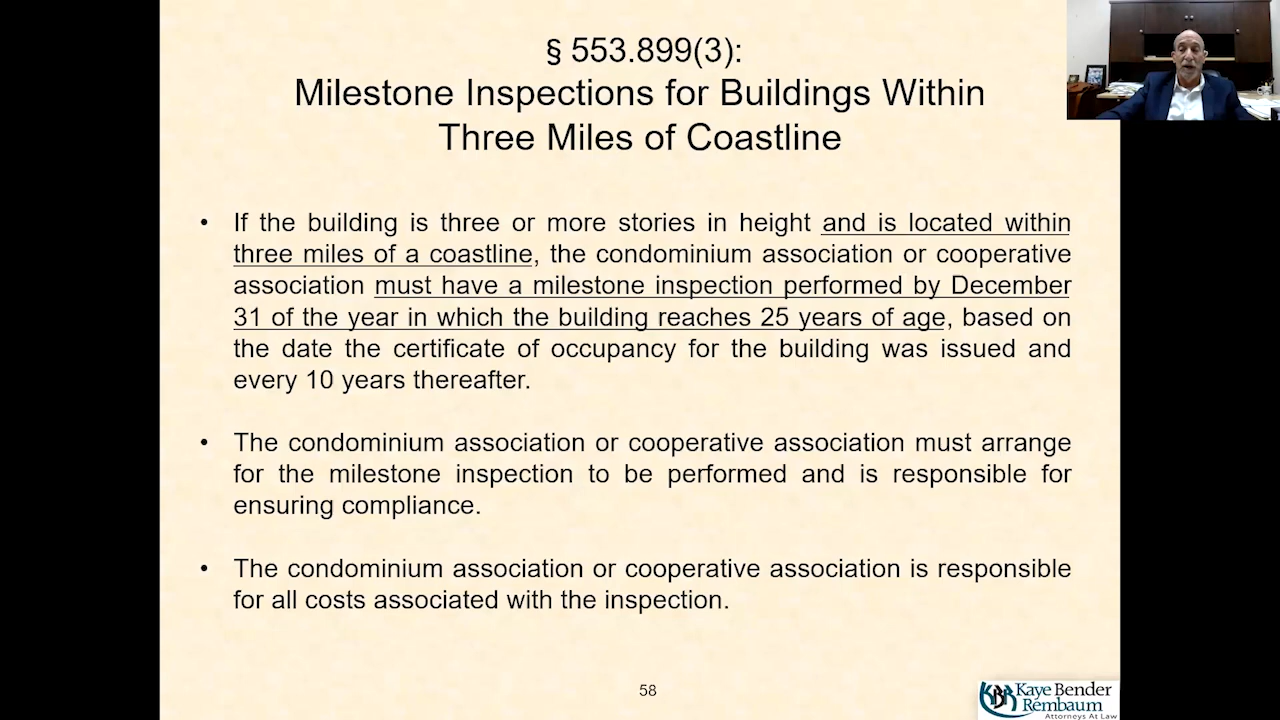 § 553.899(3):
Milestone Inspections for Buildings Within
Three Miles of Coastline
• If the building is three or more stories in height and is located within
three miles of a coastline, the condominium association or cooperative
association must have a milestone inspection performed by December
31 of the year in which the building reaches 25 years of age, based on
the date the certificate of occupancy for the building was issued and
every 10 years thereafter.
• The condominium association or cooperative association must arrange
for the milestone inspection to be performed and is responsible for
ensuring compliance.
• The condominium association or cooperative association is responsible
for all costs associated with the inspection.
58
KBR Kaye Bender
Rembaum
Attorneys At Law